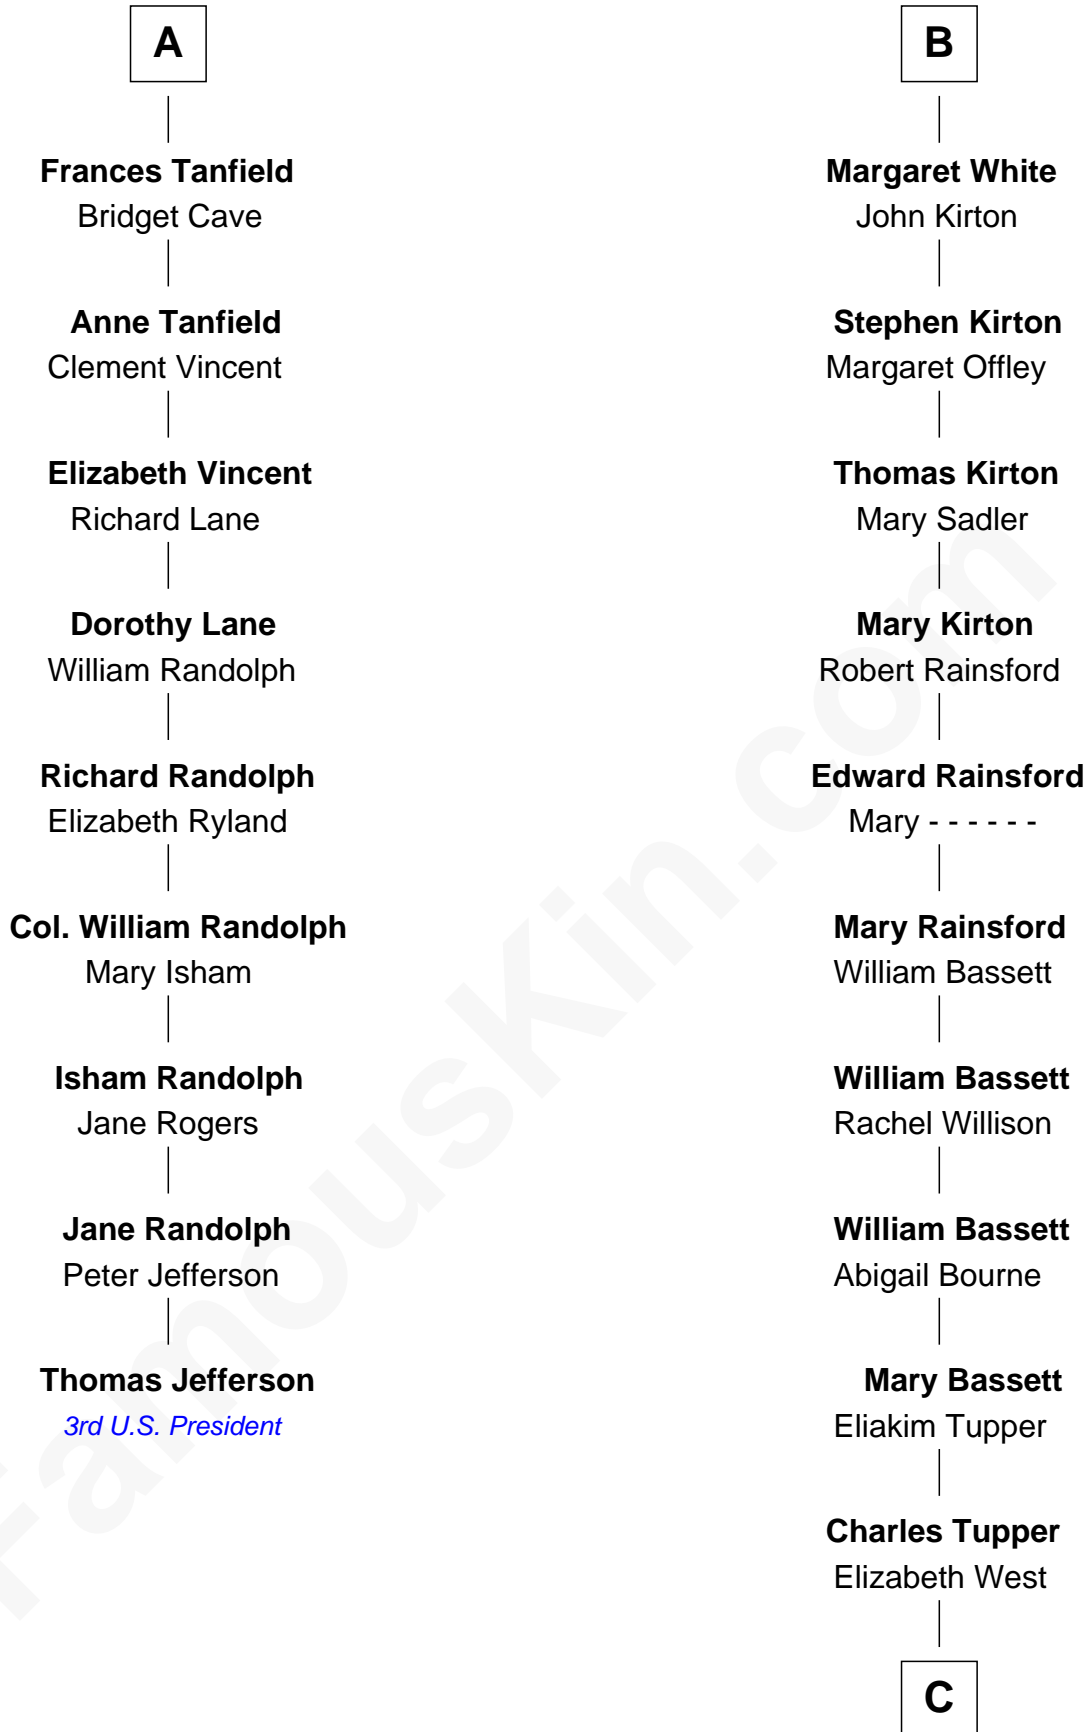 A
Frances Tanfield
Bridget Cave
Anne Tanfield
Clement Vincent
Elizabeth Vincent
Richard Lane
Dorothy Lane
William Randolph
Richard Randolph
Elizabeth Ryland
Col. William Randolph
Mary Isham
Isham Randolph
Jane Rogers
Jane Randolph
Peter Jefferson
Thomas Jefferson
3rd U.S. President
B
Margaret White
John Kirton
Stephen Kirton
Margaret Offley
Thomas Kirton
Mary Sadler
Mary Kirton
Robert Rainsford
Edward Rainsford
Mary - - - - - -
Mary Rainsford
William Bassett
William Bassett
Rachel Willison
William Bassett
Abigail Bourne
Mary Bassett
Eliakim Tupper
Charles Tupper
Elizabeth West
C
FamousKin.com